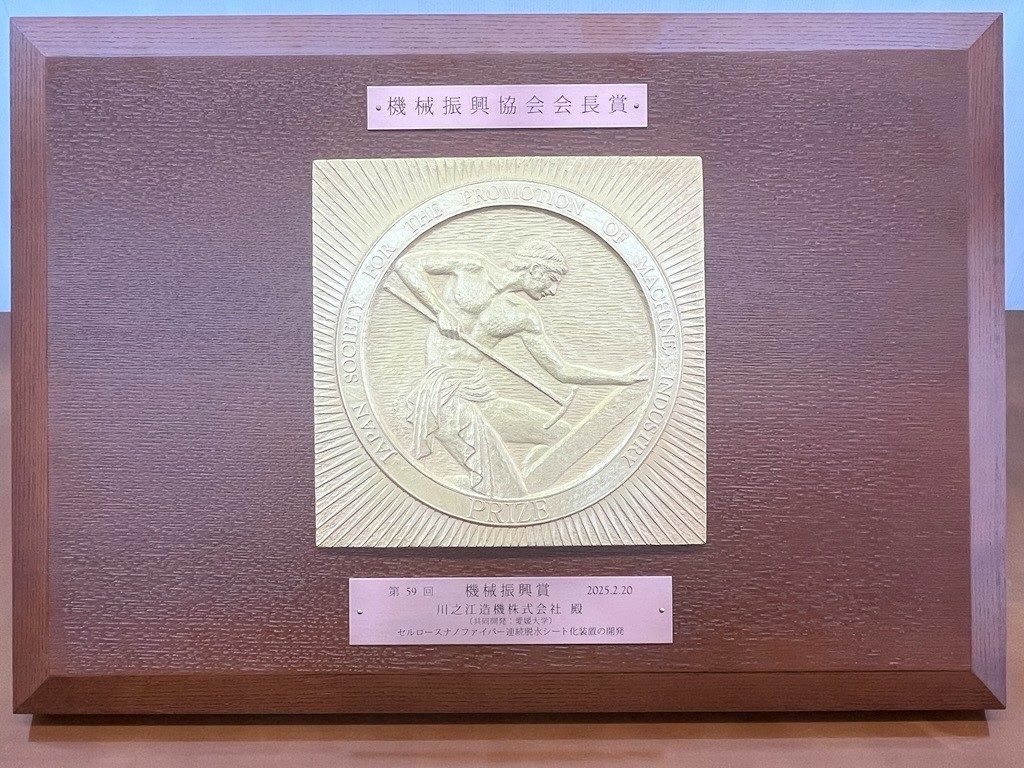 機械振興協会会長賞
JAPAN SOCIETY FOR THE PROMOTION OF MACHINE INDUSTRY
PRIZE
第 59 回 機械振興賞 2025.2.20
川之江造機株式会社 殿
(共同開発:愛媛大学)
セルロースナノファイバー連続脱水シート化装置の開発